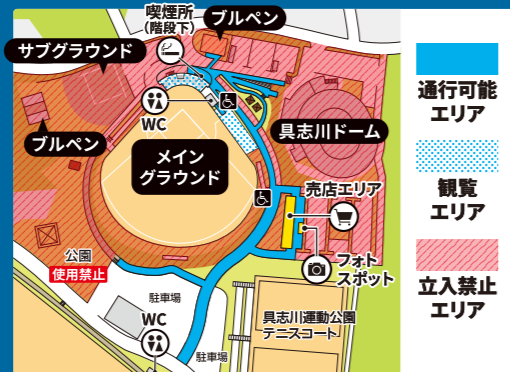 喫煙所
（階段下）
ブルペン
サブグラウンド
WC
ブルペン
具志川ドーム
メイン
グラウンド
売店エリア
フォト
スポット
公園
使用禁止
駐車場
WC
具志川運動公園
テニスコート
駐車場
通行可能
エリア
観覧
エリア
立入禁止
エリア